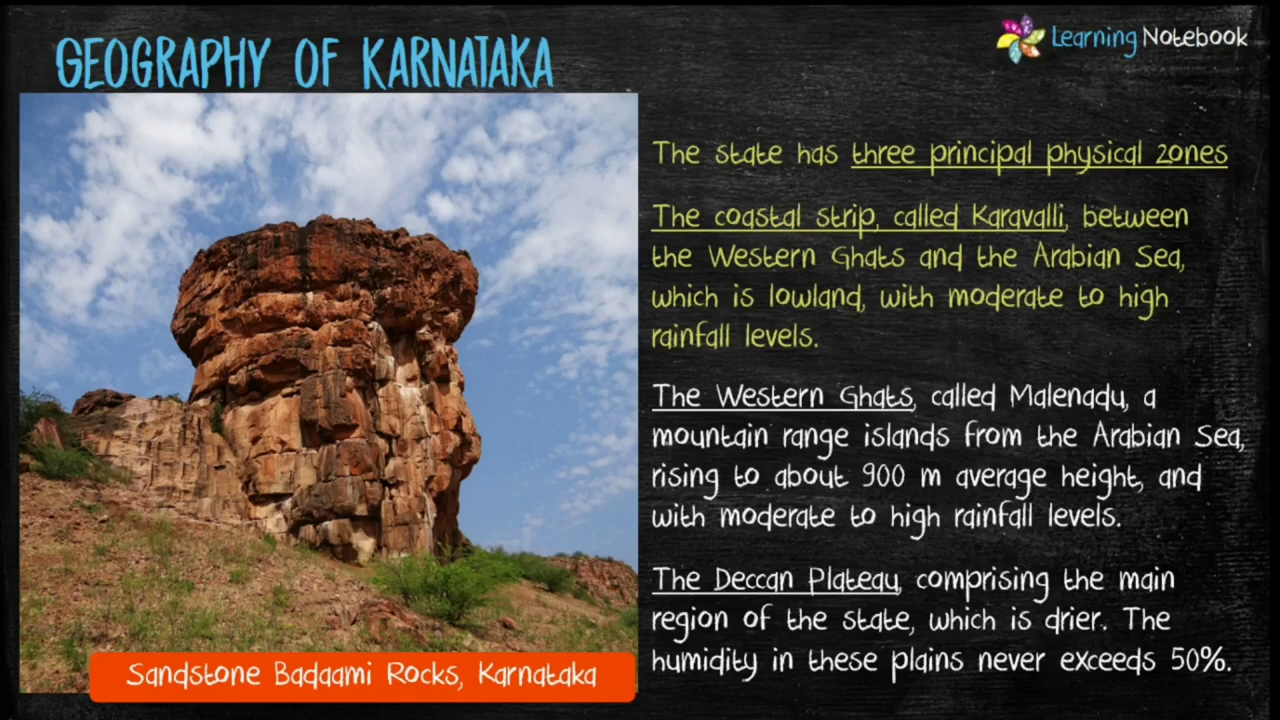 GEOGRAPHY OF KARNATAKA
Learning Notebook
The state has three principal physical zones
The coastal strip, called Karavalli, between
the Western Ghats and the Arabian Sea,
which is lowland, with moderate to high
rainfall levels.
The Western Ghats, called Malenadu, a
mountain range islands from the Arabian Sea,
rising to about 900 m average height, and
with moderate to high rainfall levels.
The Deccan Plateau, comprising the main
region of the state, which is drier. The
humidity in these plains never exceeds 50%.
Sandstone Badaami Rocks, Karnataka